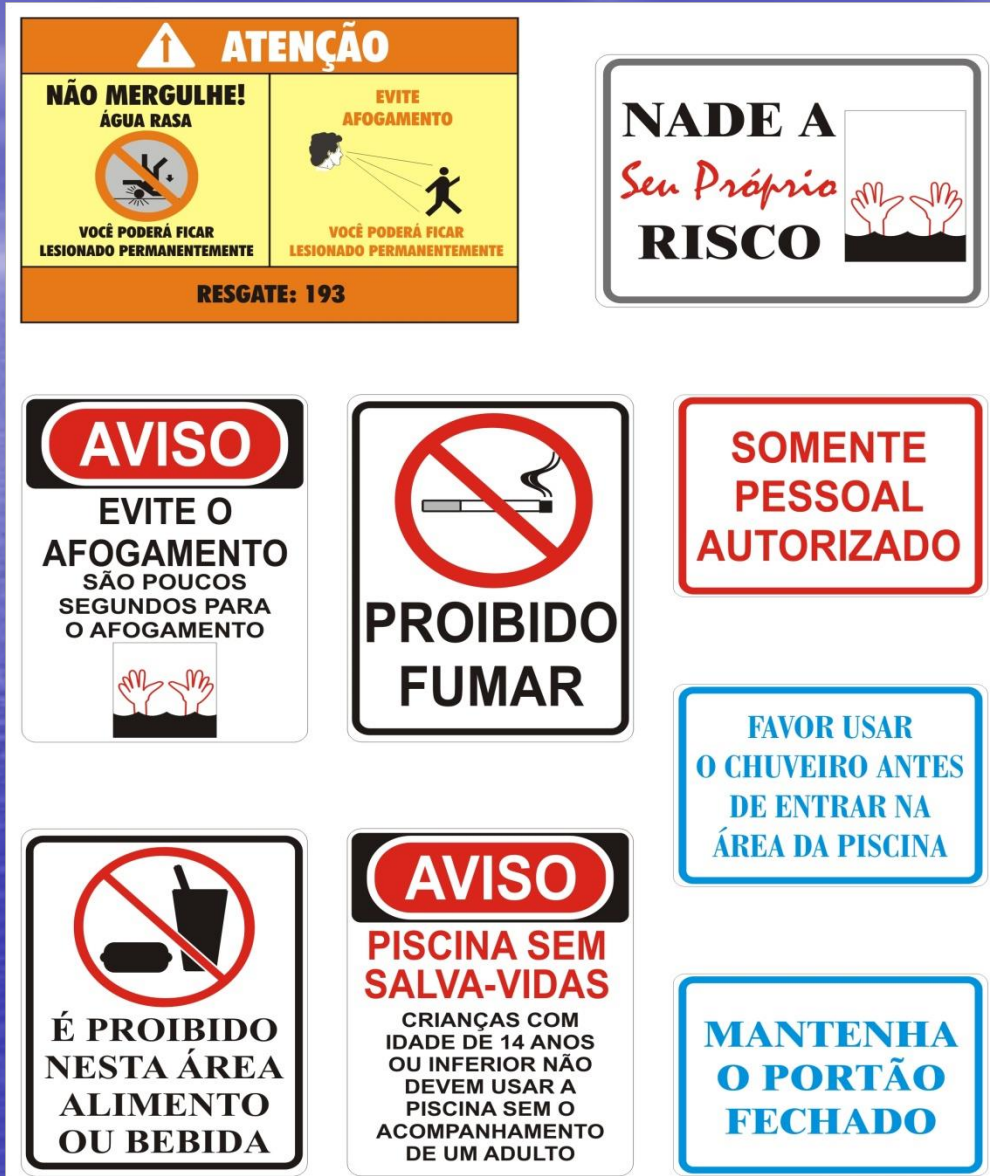 ATENÇÃO
NÃO MERGULHE!
ÁGUA RASA
VOCÊ PODERÁ FICAR
LESIONADO PERMANENTEMENTE
EVITE
AFOGAMENTO
VOCÊ PODERÁ FICAR
LESIONADO PERMANENTEMENTE
RESGATE: 193
NADE A
Seu Próprio
RISCO
AVISO
EVITE O
AFOGAMENTO
SÃO POUCOS
SEGUNDOS PARA
O AFOGAMENTO
PROIBIDO
FUMAR
SOMENTE
PESSOAL
AUTORIZADO
FAVOR USAR
O CHUVEIRO ANTES
DE ENTRAR NA
ÁREA DA PISCINA
É PROIBIDO
NESTA ÁREA
ALIMENTO
OU BEBIDA
AVISO
PISCINA SEM
SALVA-VIDAS
CRIANÇAS COM
IDADE DE 14 ANOS
OU INFERIOR NÃO
DEVEM USAR A
PISCINA SEM O
ACOMPANHAMENTO
DE UM ADULTO
MANTENHA
O PORTÃO
FECHADO